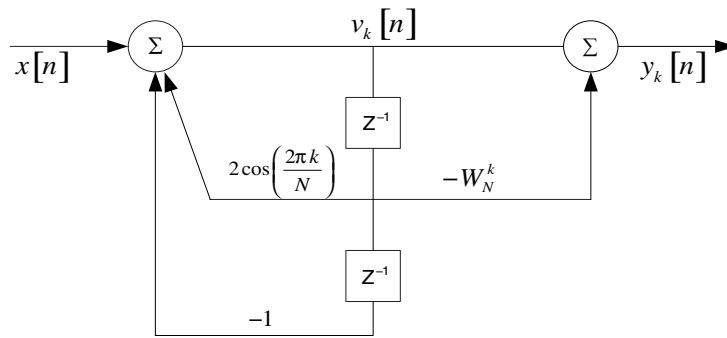 v_k[n]
Σ
Σ
x[n]
y_k[n]
Z⁻¹
2cos(2πk/N)
−W_N^k
Z⁻¹
−1